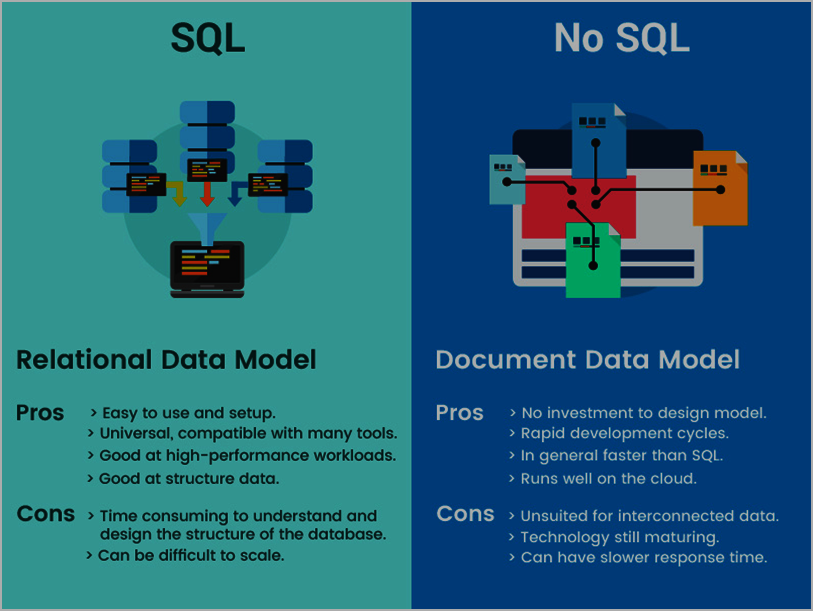 SQL
Relational Data Model
Pros
> Easy to use and setup.
> Universal, compatible with many tools.
> Good at high-performance workloads.
> Good at structure data.
Cons
> Time consuming to understand and
design the structure of the database.
> Can be difficult to scale.
No SQL
Document Data Model
Pros
> No investment to design model.
> Rapid development cycles.
> In general faster than SQL.
> Runs well on the cloud.
Cons
> Unsuited for interconnected data.
> Technology still maturing.
> Can have slower response time.